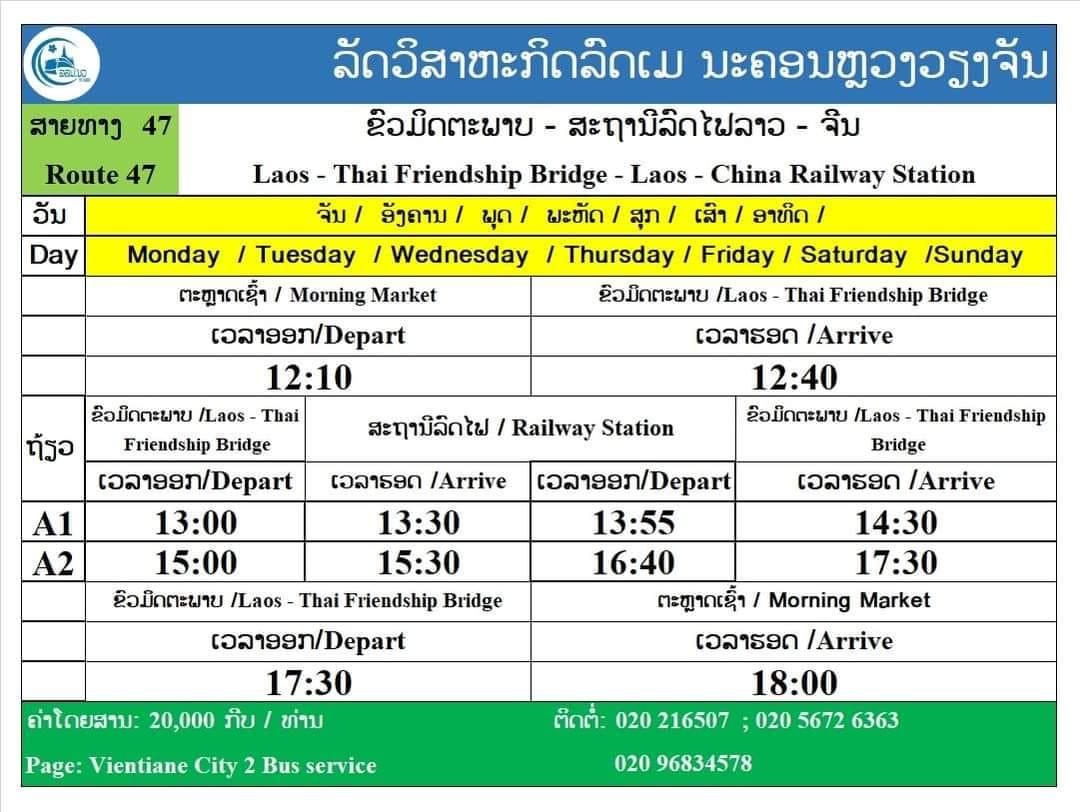 ລັດວິສາຫະກິດລົດເມ ນະຄອນຫຼວງວຽງຈັນ
ສາຍທາງ 47
ຂົວມິດຕະພາບ - ສະຖານີລົດໄຟລາວ - ຈີນ
Route 47
Laos - Thai Friendship Bridge - Laos - China Railway Station
ວັນ
ຈັນ / ອັງຄານ / ພຸດ / ພະຫັດ / ສຸກ / ເສົາ / ອາທິດ /
Day
Monday / Tuesday / Wednesday / Thursday / Friday / Saturday /Sunday
ຕະຫຼາດເຊົ້າ / Morning Market
ຂົວມິດຕະພາບ /Laos - Thai Friendship Bridge
ເວລາອອກ/Depart
ເວລາຮອດ /Arrive
12:10
12:40
ຖ້ຽວ
ຂົວມິດຕະພາບ /Laos - Thai
Friendship Bridge
ສະຖານີລົດໄຟ / Railway Station
ຂົວມິດຕະພາບ /Laos - Thai Friendship
Bridge
ເວລາອອກ/Depart
ເວລາຮອດ /Arrive
ເວລາອອກ/Depart
ເວລາຮອດ /Arrive
A1
13:00
13:30
13:55
14:30
A2
15:00
15:30
16:40
17:30
ຂົວມິດຕະພາບ /Laos - Thai Friendship Bridge
ຕະຫຼາດເຊົ້າ / Morning Market
ເວລາອອກ/Depart
ເວລາຮອດ /Arrive
17:30
18:00
ຄ່າໂດຍສານ: 20,000 ກີບ / ທ່ານ
ຕິດຕໍ່: 020 216507 ; 020 5672 6363
Page: Vientiane City 2 Bus service
020 96834578